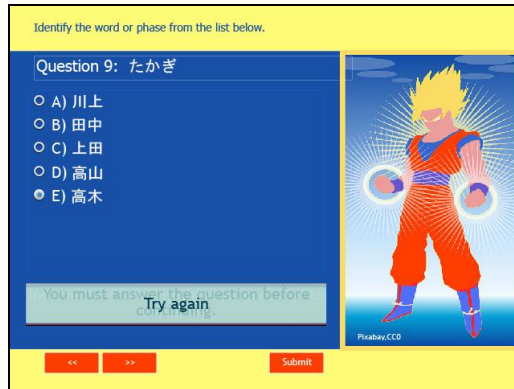 Identify the word or phase from the list below.
Question 9: たかぎ
A) 川上
B) 田中
C) 上田
D) 高山
E) 高木
You must answer the question before
continuing.
Try again
Pixabay,CC0
<< >> Submit